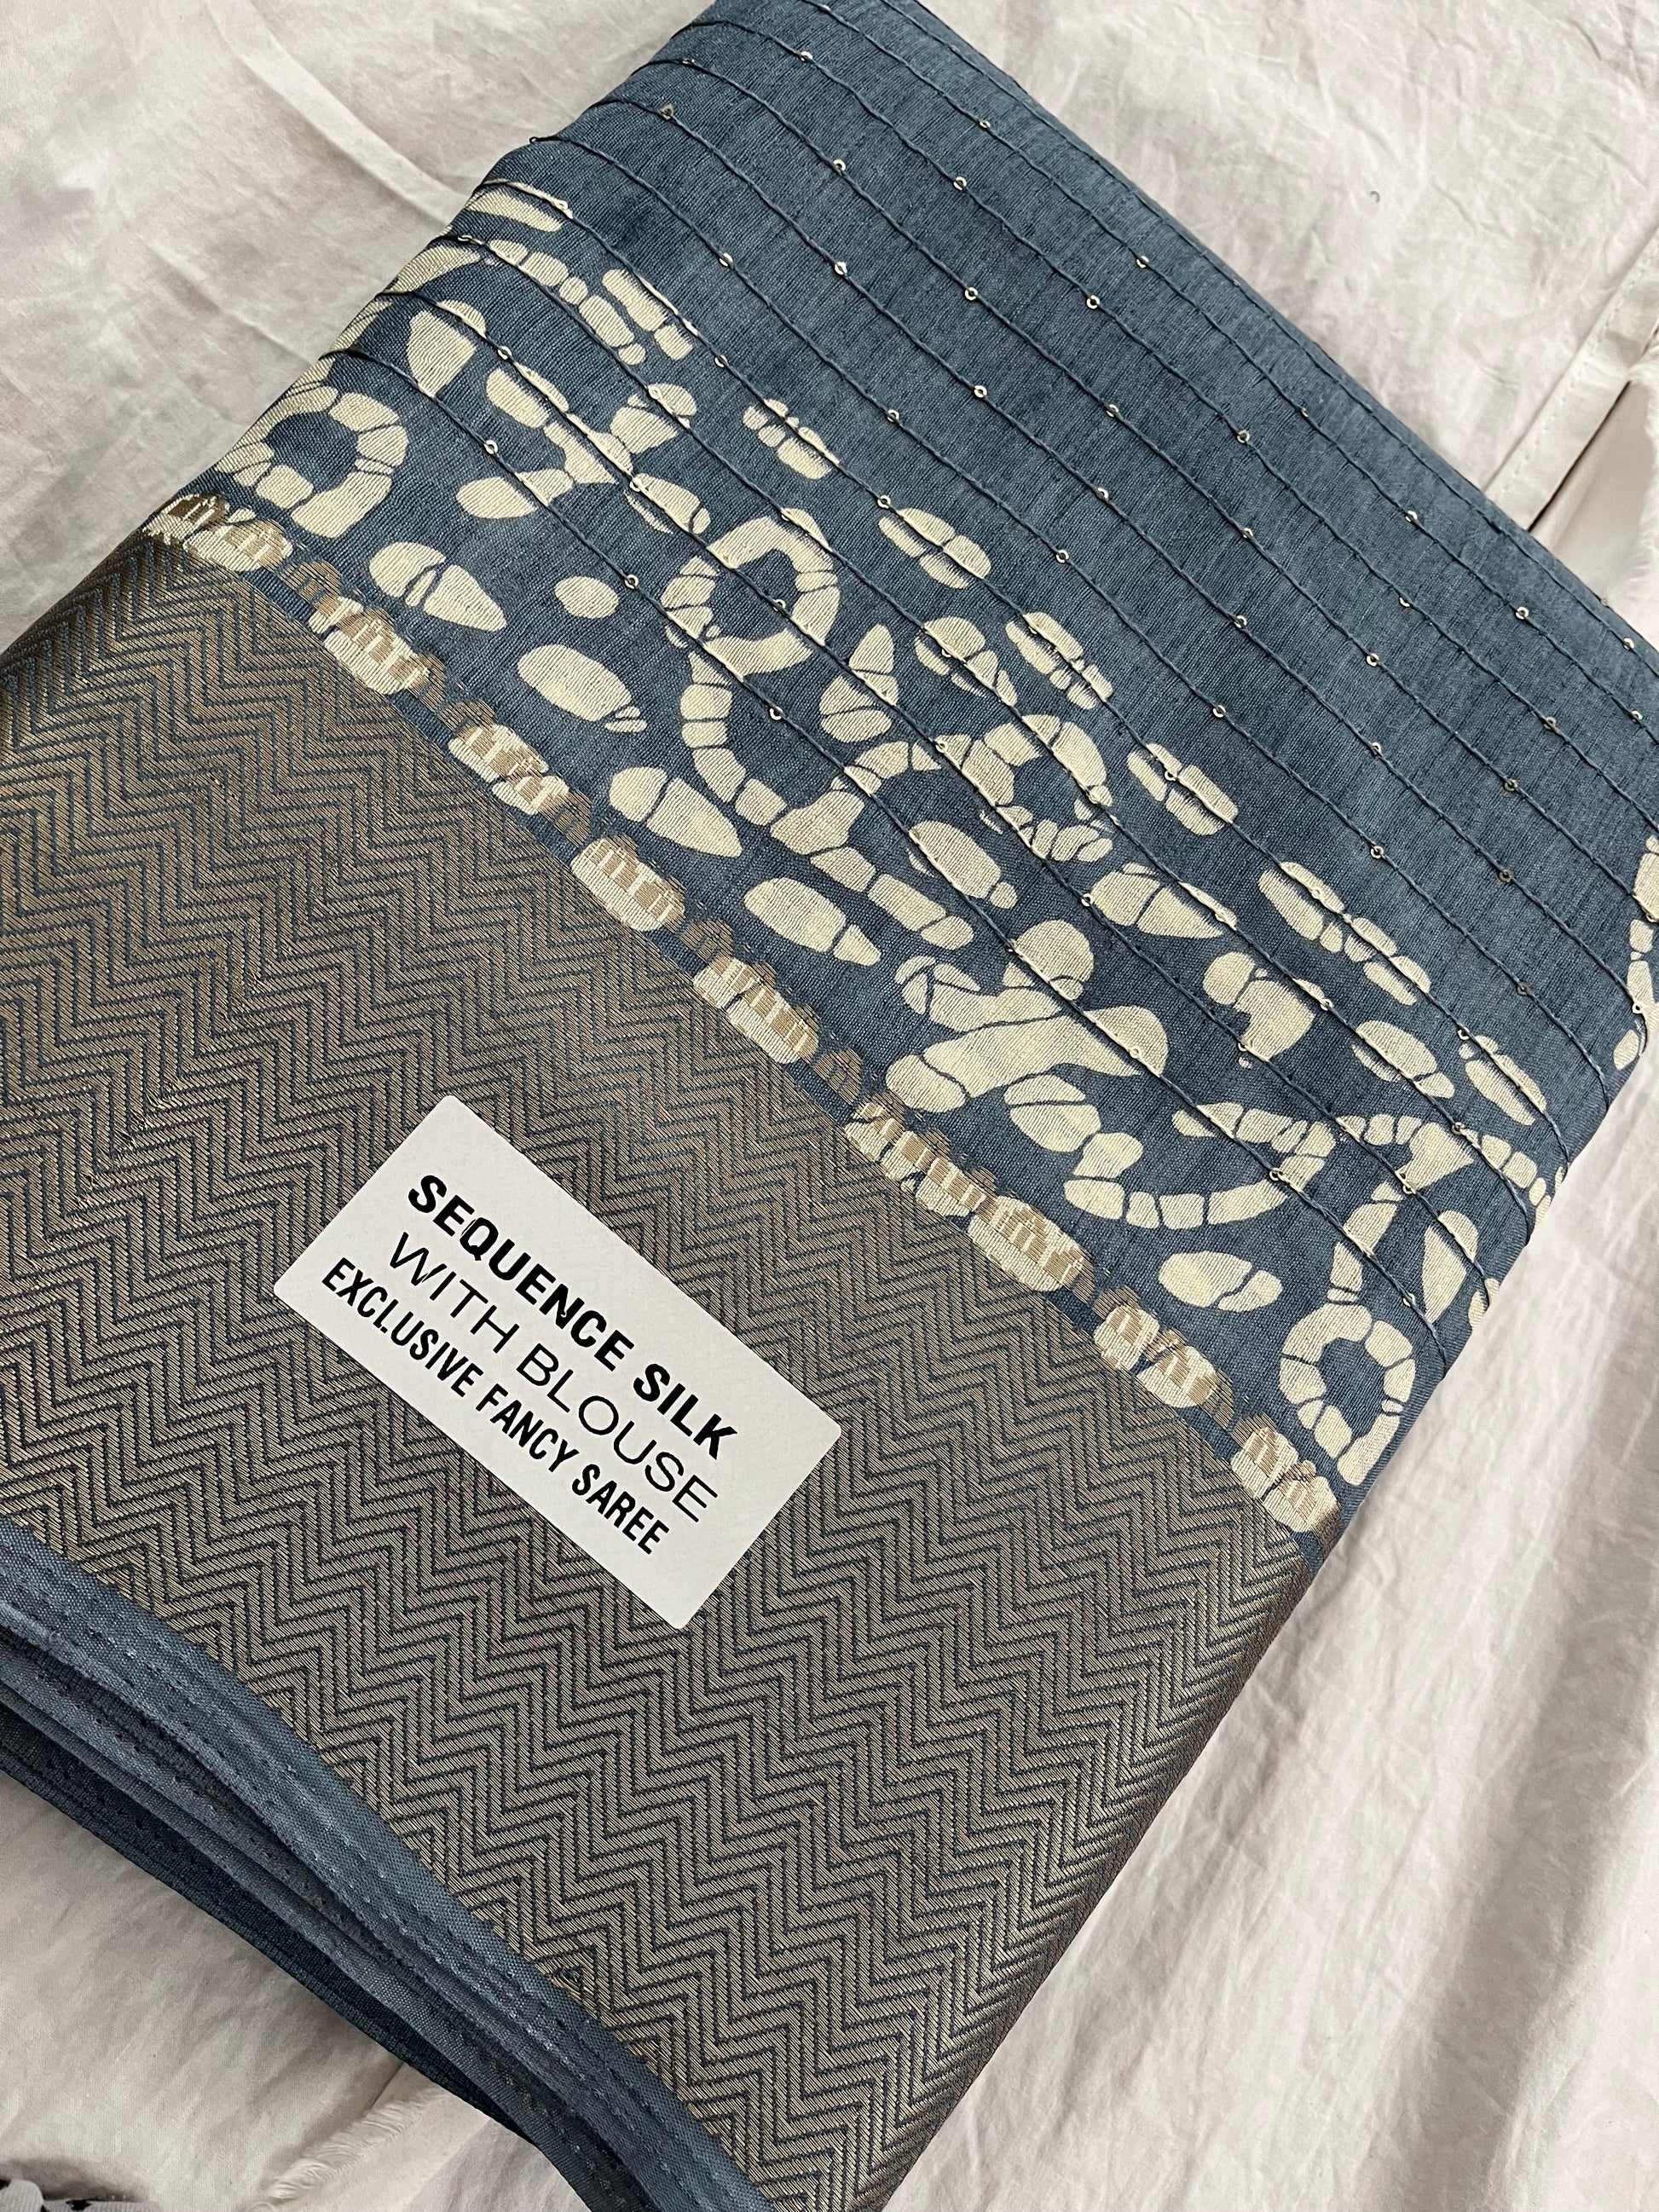 SEQUENCE SILK
WITH BLOUSE
EXCLUSIVE FANCY SAREE